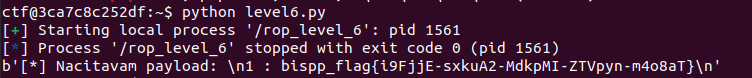 ctf@3ca7c8c252df:~$ python level6.py
[+] Starting local process '/rop_level_6': pid 1561
[*] Process '/rop_level_6' stopped with exit code 0 (pid 1561)
b'[*] Nacitavam payload: \n1 : bispp_flag{i9FjjE-sxkuA2-MdkpMI-ZTVpyn-m4o8aT}\n'